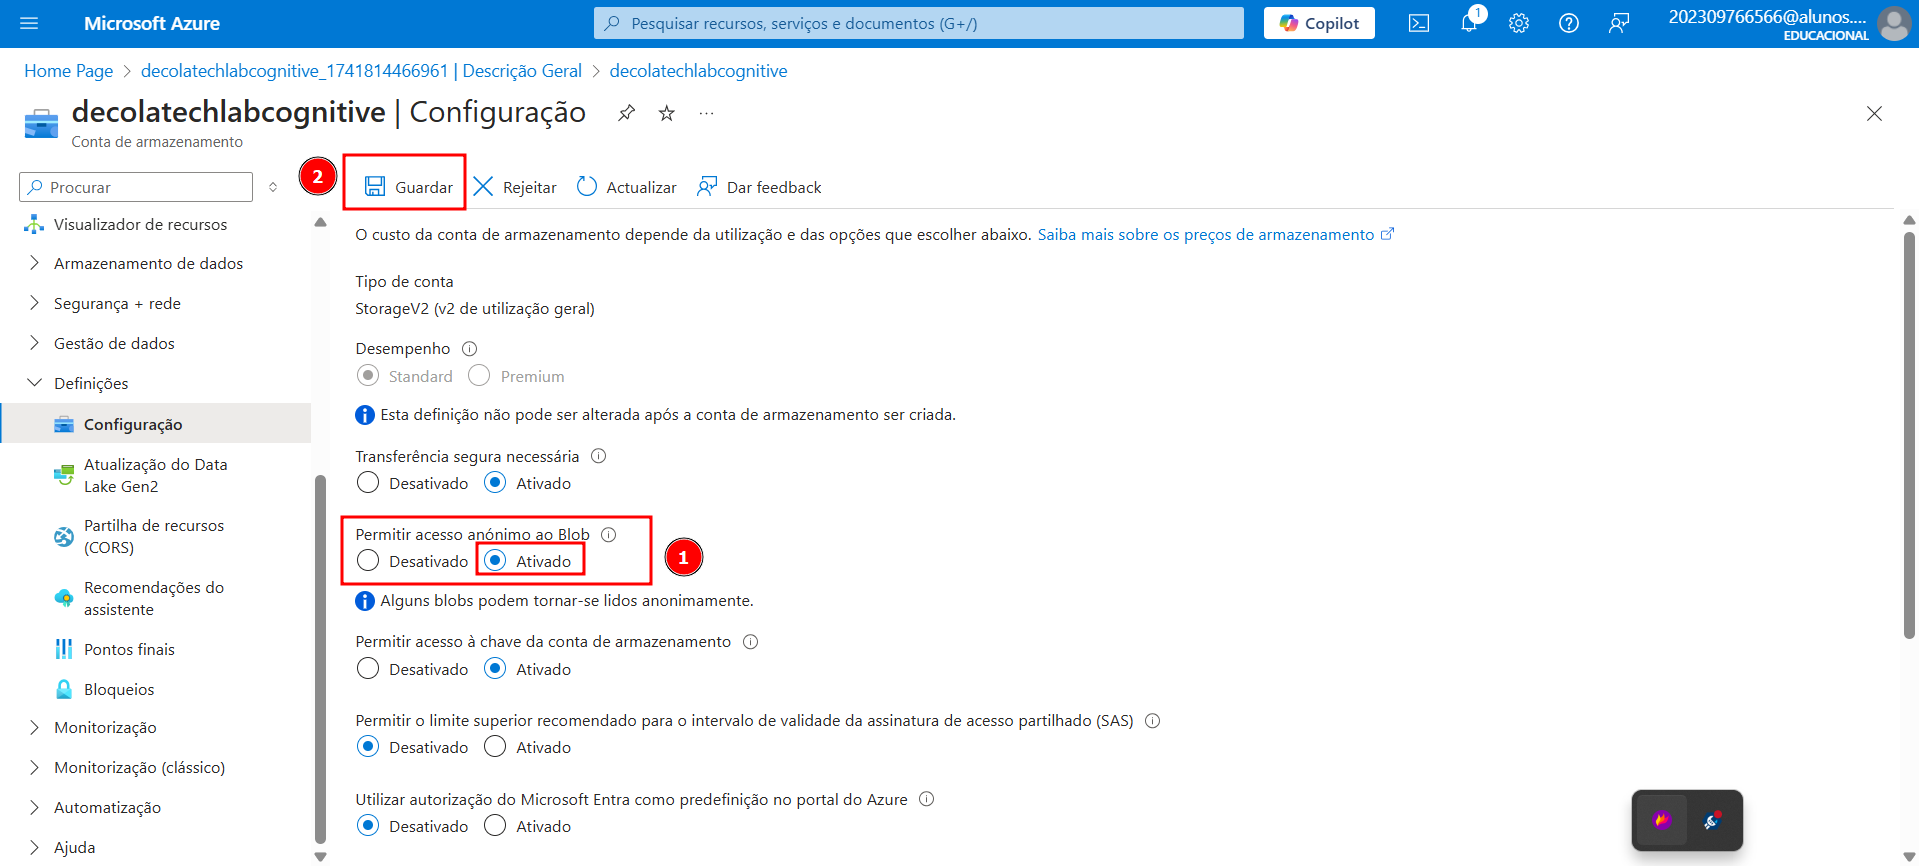 Microsoft Azure
Pesquisar recursos, serviços e documentos (G+/)
Copilot
1
202309766566@alunos....
EDUCACIONAL
Home Page > decolatechlabcognitive_1741814466961 | Descrição Geral > decolatechlabcognitive
decolatechlabcognitive | Configuração
Conta de armazenamento
Procurar
2
Guardar
Rejeitar
Actualizar
Dar feedback
Visualizador de recursos
Armazenamento de dados
Segurança + rede
Gestão de dados
Definições
Configuração
Atualização do Data
Lake Gen2
Partilha de recursos
(CORS)
Recomendações do
assistente
Pontos finais
Bloqueios
Monitorização
Monitorização (clássico)
Automatização
Ajuda
O custo da conta de armazenamento depende da utilização e das opções que escolher abaixo. Saiba mais sobre os preços de armazenamento
Tipo de conta
StorageV2 (v2 de utilização geral)
Desempenho
Standard Premium
Esta definição não pode ser alterada após a conta de armazenamento ser criada.
Transferência segura necessária
Desativado Ativado
Permitir acesso anónimo ao Blob
Desativado Ativado
1
Alguns blobs podem tornar-se lidos anonimamente.
Permitir acesso à chave da conta de armazenamento
Desativado Ativado
Permitir o limite superior recomendado para o intervalo de validade da assinatura de acesso partilhado (SAS)
Desativado Ativado
Utilizar autorização do Microsoft Entra como predefinição no portal do Azure
Desativado Ativado